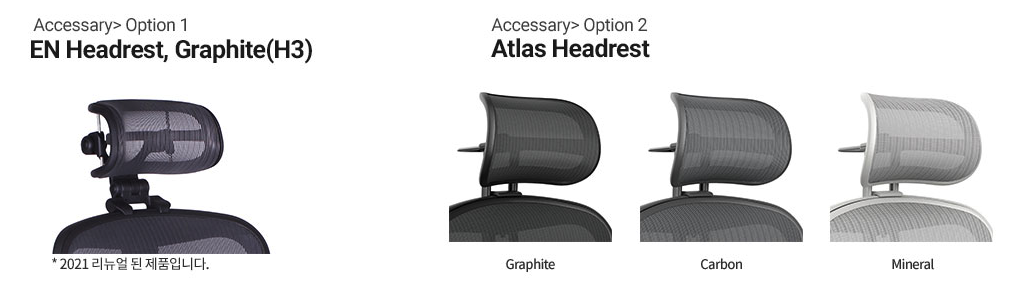 Accessary> Option 1
EN Headrest, Graphite(H3)
* 2021 리뉴얼 된 제품입니다.
Accessary> Option 2
Atlas Headrest
Graphite
Carbon
Mineral